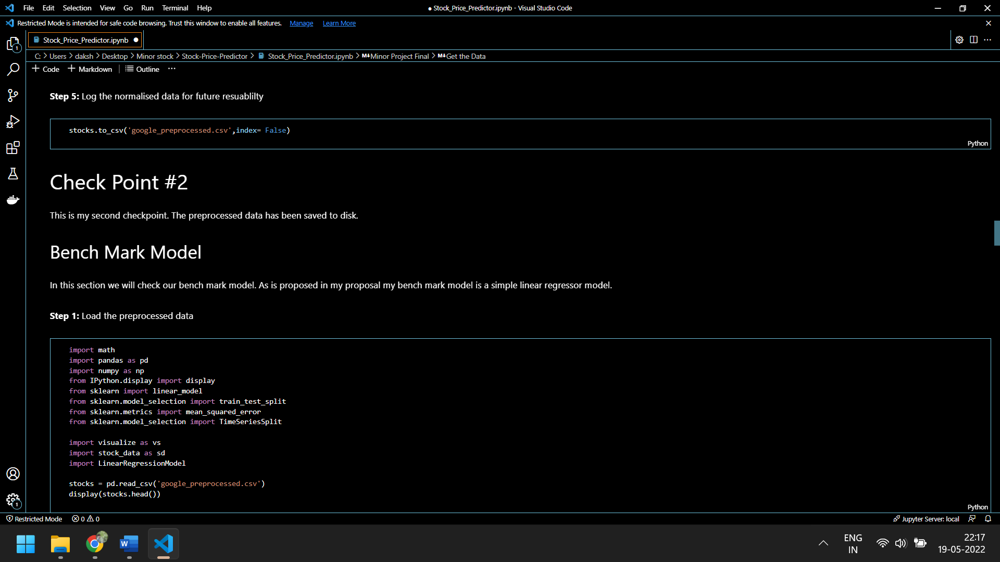 File Edit Selection View Go Run Terminal Help
● Stock_Price_Predictor.ipynb - Visual Studio Code
Restricted Mode is intended for safe code browsing. Trust this window to enable all features. Manage Learn More
Stock_Price_Predictor.ipynb ●
C: > Users > daksh > Desktop > Minor stock > Stock-Price-Predictor > Stock_Price_Predictor.ipynb > M↓Minor Project Final > M↓Get the Data
+ Code + Markdown | Outline ...
Step 5: Log the normalised data for future resuablilty
stocks.to_csv('google_preprocessed.csv',index= False)
Python
Check Point #2
This is my second checkpoint. The preprocessed data has been saved to disk.
Bench Mark Model
In this section we will check our bench mark model. As is proposed in my proposal my bench mark model is a simple linear regressor model.
Step 1: Load the preprocessed data
import math
import pandas as pd
import numpy as np
from IPython.display import display
from sklearn import linear_model
from sklearn.model_selection import train_test_split
from sklearn.metrics import mean_squared_error
from sklearn.model_selection import TimeSeriesSplit
import visualize as vs
import stock_data as sd
import LinearRegressionModel
stocks = pd.read_csv('google_preprocessed.csv')
display(stocks.head())
Python
1
1
Restricted Mode 0 0
Jupyter Server: local
W
ENG
IN
22:17
19-05-2022